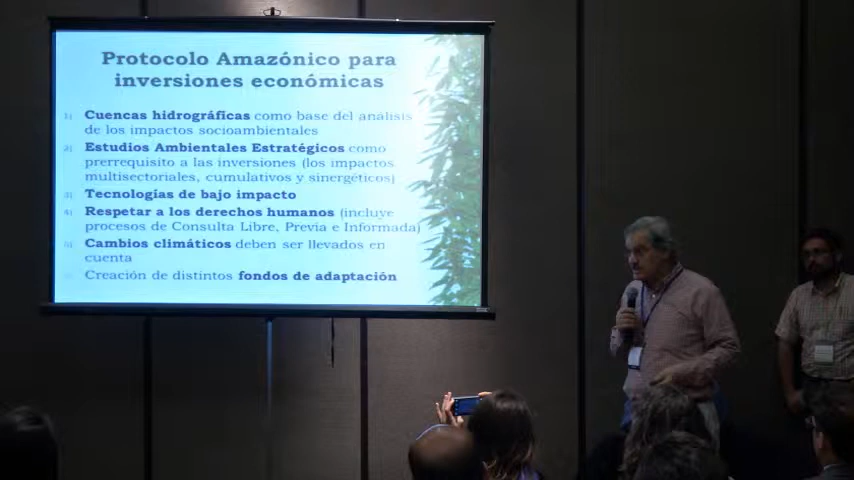 Protocolo Amazónico para
inversiones económicas
1) Cuencas hidrográficas como base del análisis
de los impactos socioambientales
2) Estudios Ambientales Estratégicos como
prerrequisito a las inversiones (los impactos
multisectoriales, cumulativos y sinergéticos)
3) Tecnologías de bajo impacto
4) Respetar a los derechos humanos (incluye
procesos de Consulta Libre, Previa e Informada)
5) Cambios climáticos deben ser llevados en
cuenta
Creación de distintos fondos de adaptación